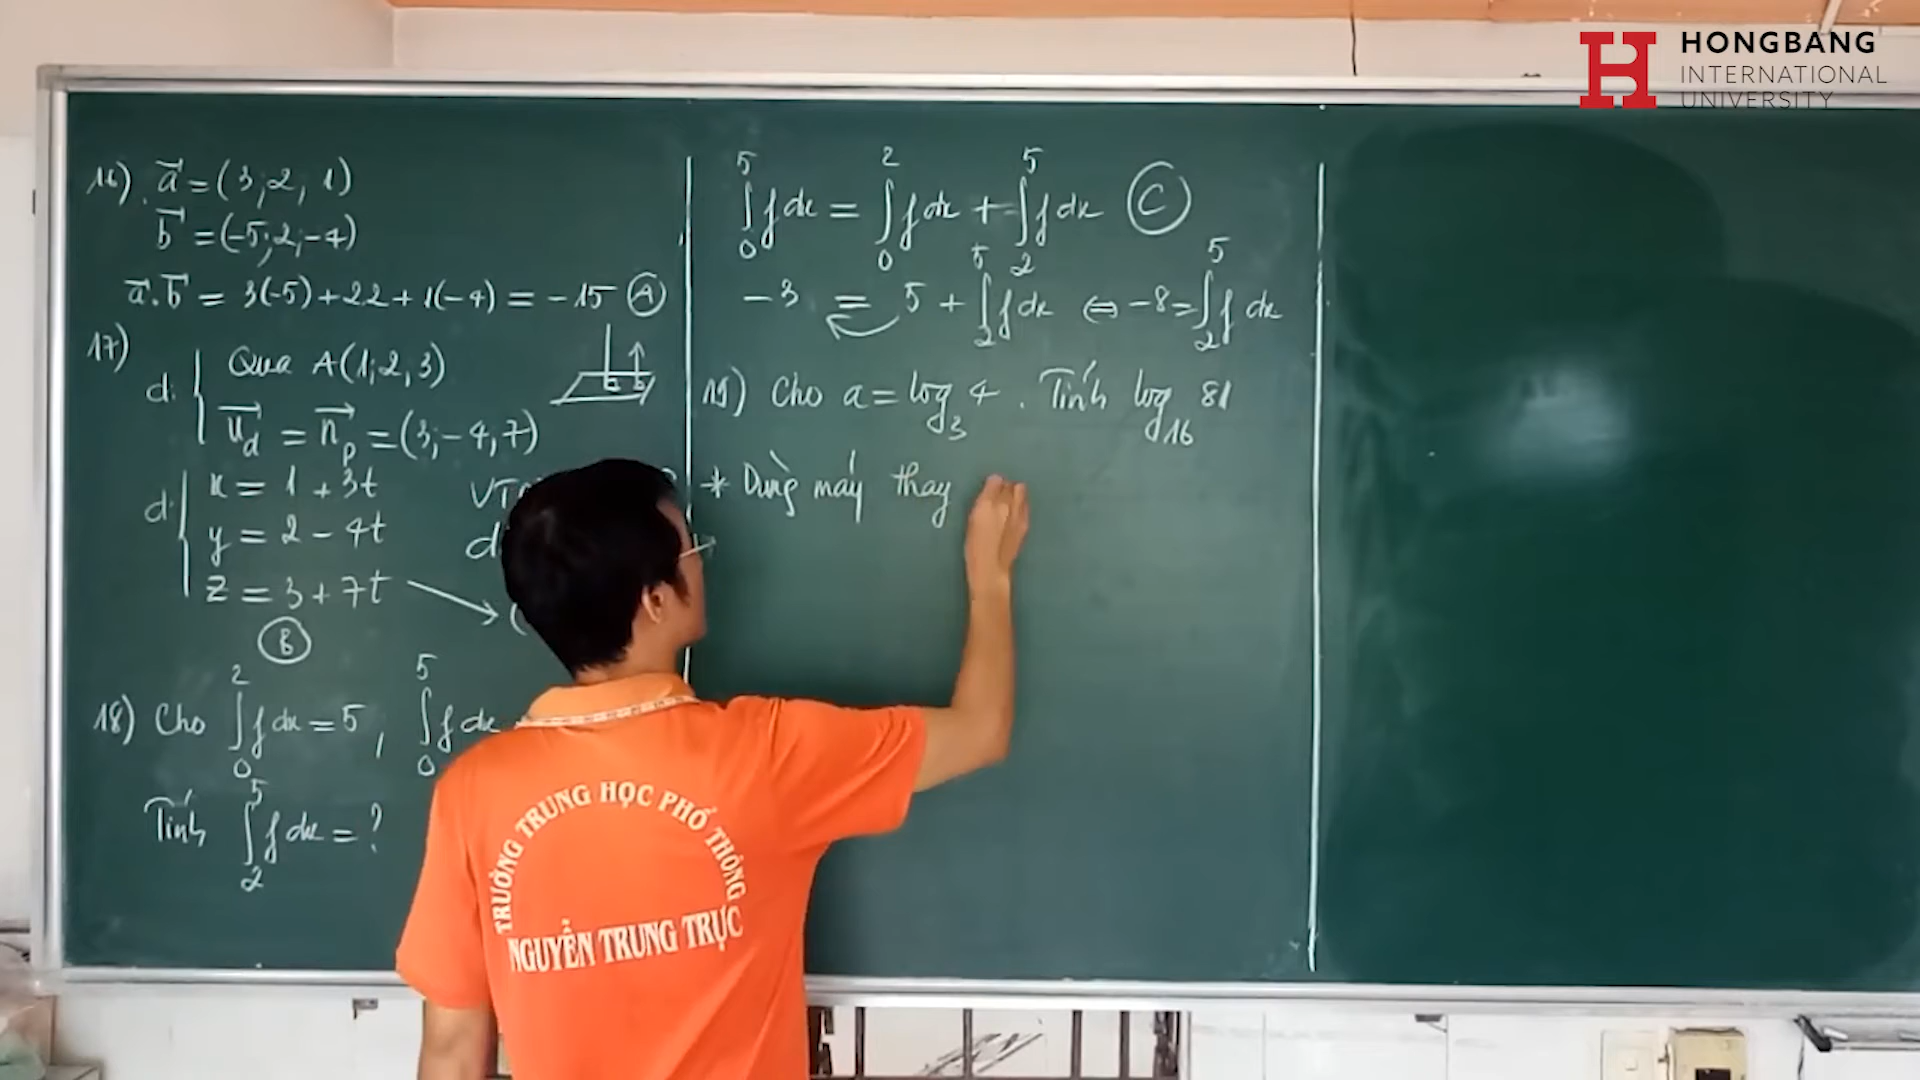 HONGBANG
INTERNATIONAL
UNIVERSITY
16). a⃗ = (3; 2; 1)
b⃗ = (-5; 2; -4)
a⃗.b⃗ = 3(-5) + 2.2 + 1(-4) = -15 (A)
17)
d: { Qua A(1; 2; 3)
u⃗d = n⃗p = (3; -4; 7)
d: { x = 1 + 3t
y = 2 - 4t
z = 3 + 7t
(B)
18) Cho ∫₀² f dx = 5, ∫₀⁵ f dx
Tính ∫₂⁵ f dx = ?
∫₀⁵ f dx = ∫₀² f dx + ∫₂⁵ f dx (C)
-3 = 5 + ∫₂⁵ f dx ⇔ -8 = ∫₂⁵ f dx
19) Cho a = log₃ 4. Tính log₁₆ 81
* Dùng máy thay
TRƯỜNG TRUNG HỌC PHỔ THÔNG
NGUYỄN TRUNG TRỰC